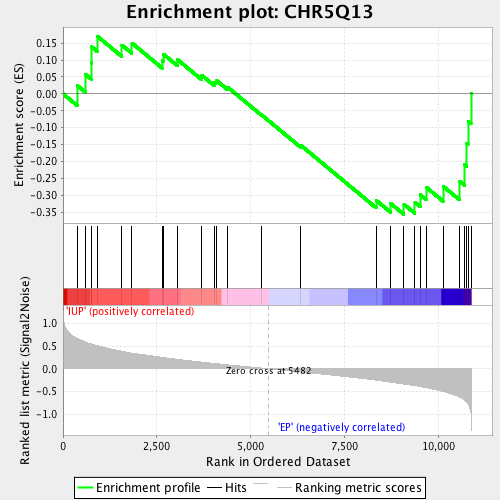 Enrichment plot: CHR5Q13
Enrichment score (ES)
0.15
0.10
0.05
0.00
-0.05
-0.10
-0.15
-0.20
-0.25
-0.30
-0.35
Ranked list metric (Signal2Noise)
1.0
0.5
0.0
-0.5
-1.0
'IUP' (positively correlated)
Zero cross at 5482
'EP' (negatively correlated)
0 2,500 5,000 7,500 10,000
Rank in Ordered Dataset
Enrichment profile Hits Ranking metric scores